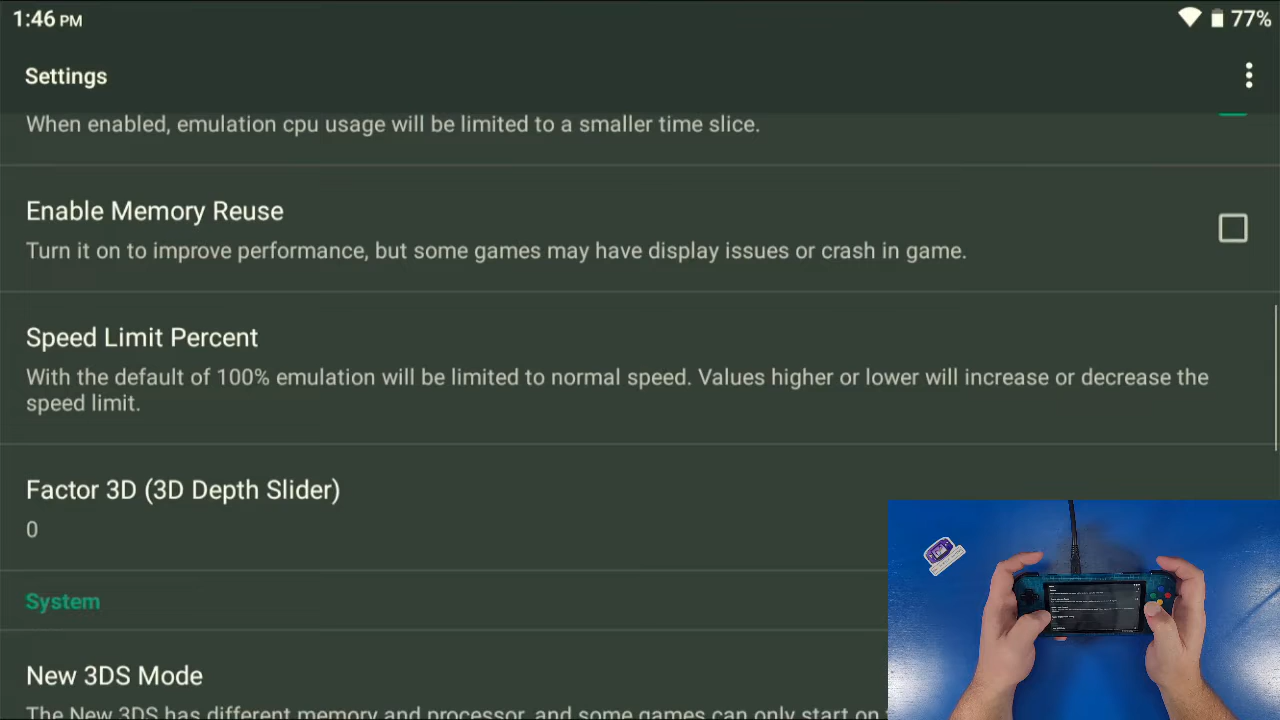 1:46 PM
77%
Settings
When enabled, emulation cpu usage will be limited to a smaller time slice.
Enable Memory Reuse
Turn it on to improve performance, but some games may have display issues or crash in game.
Speed Limit Percent
With the default of 100% emulation will be limited to normal speed. Values higher or lower will increase or decrease the
speed limit.
Factor 3D (3D Depth Slider)
0
System
New 3DS Mode
The New 3DS has different memory and processor, and some games can only start on